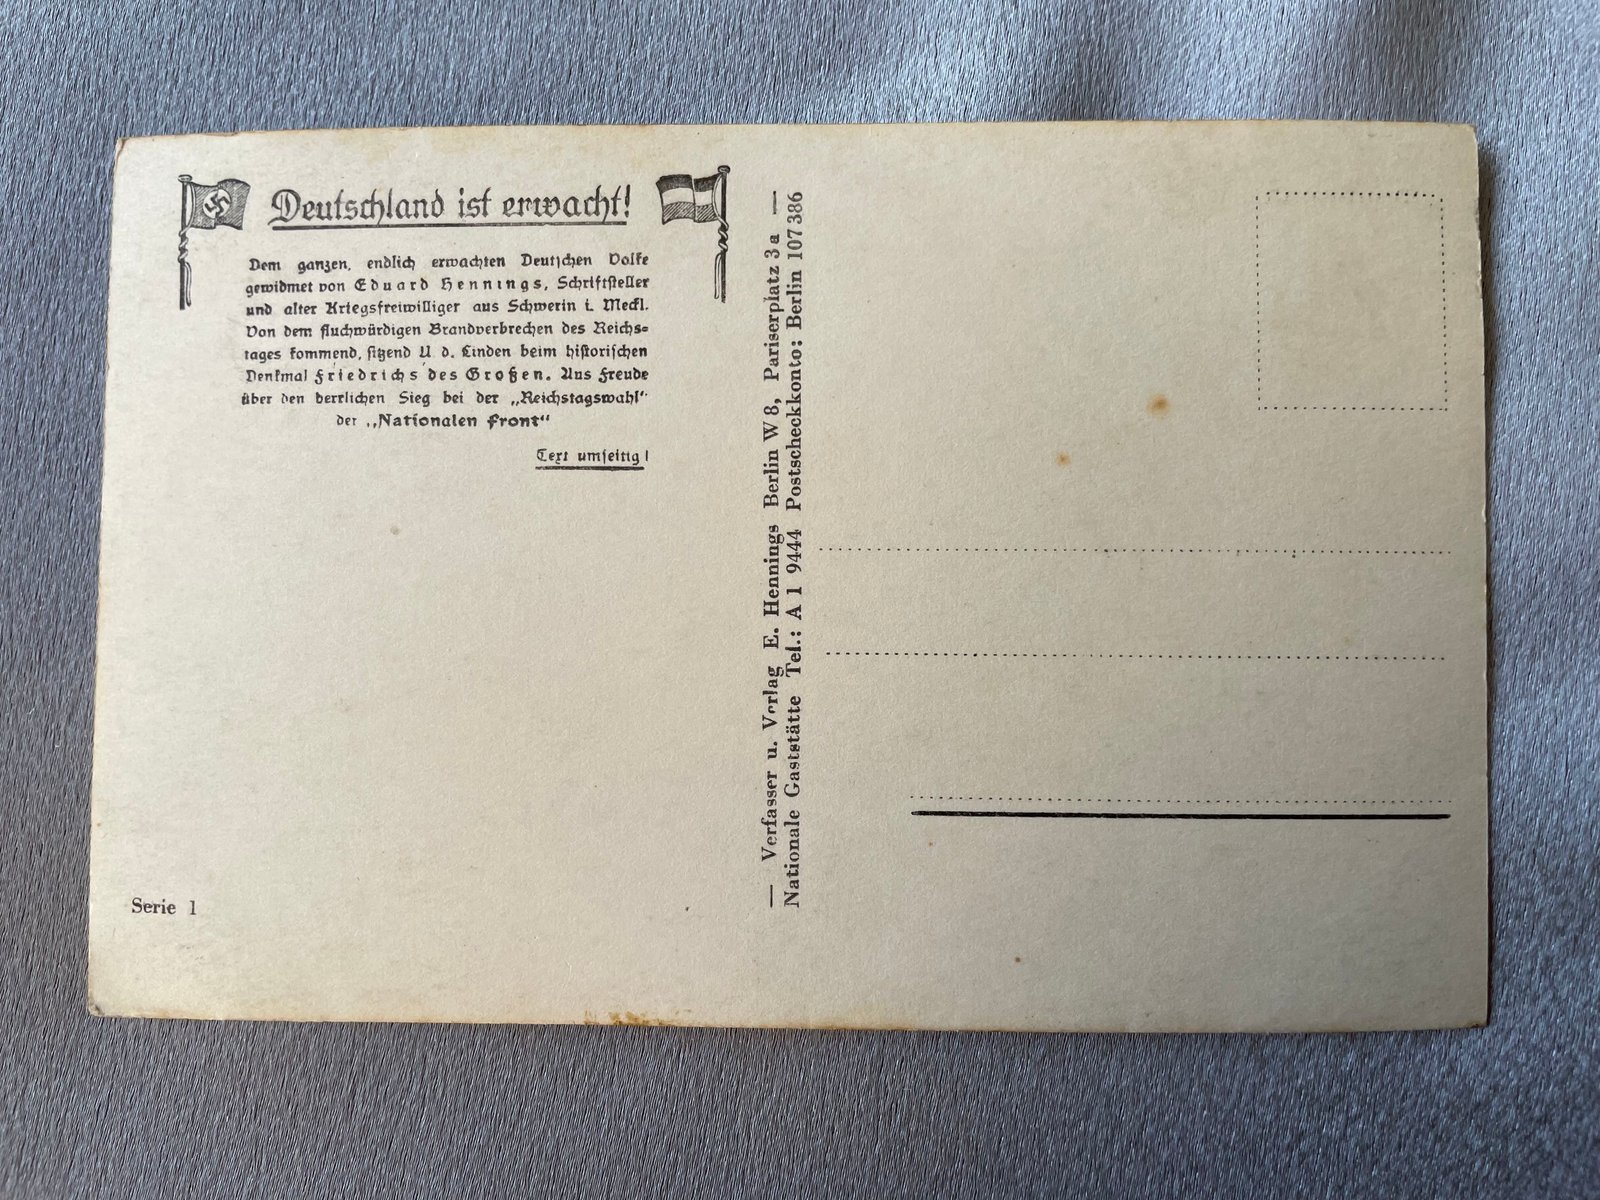 Deutschland ist erwacht!
Dem ganzen, endlich erwachten Deutschen Volke
gewidmet von Eduard Hennings, Schriftsteller
und alter Kriegsfreiwilliger aus Schwerin i. Meckl.
Von dem fluchwürdigen Brandverbrechen des Reichs-
tages kommend, sitzend U. d. Linden beim historischen
Denkmal Friedrichs des Großen. Aus Freude
über den herrlichen Sieg bei der „Reichstagswahl“
der „Nationalen Front“
Text umseitig!
Serie 1
— Verfasser u. Verlag E. Hennings Berlin W 8, Pariserplatz 3a —
Nationale Gaststätte Tel.: A 1 9444 Postscheckkonto: Berlin 107386